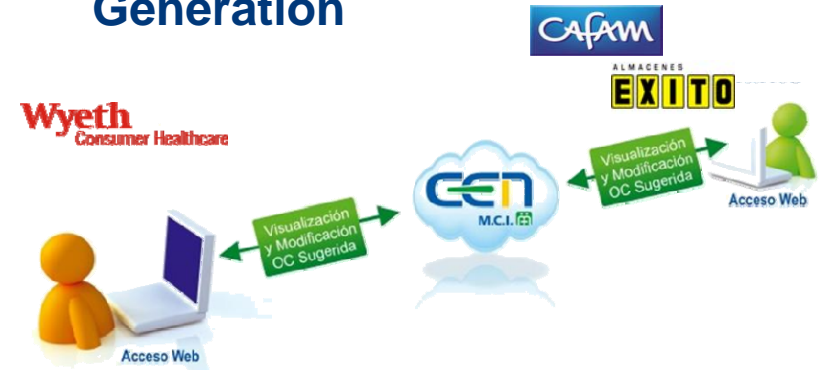 Generation
CAFAM
ALMACENES
EXITO
Wyeth
Consumer Healthcare
Visualización
y Modificación
OC Sugerida
Acceso Web
CEN
M.C.I.
Visualización
y Modificación
OC Sugerida
Acceso Web